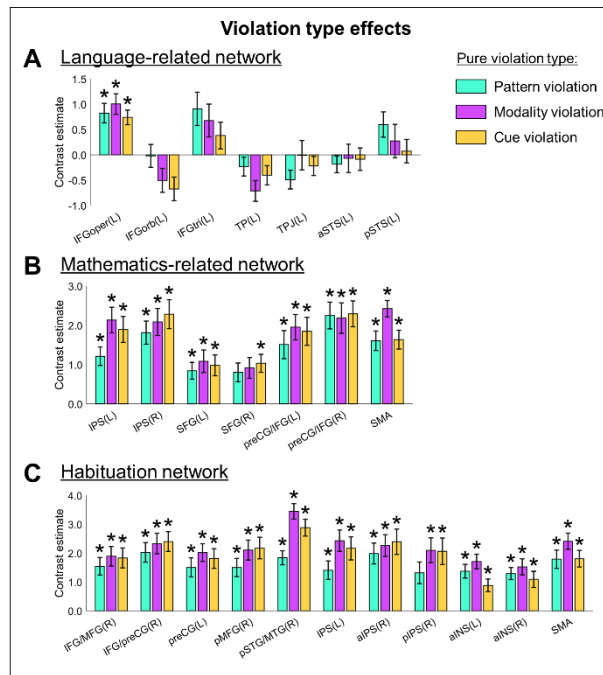 Violation type effects
A Language-related network
Pure violation type:
Pattern violation
Modality violation
Cue violation
Contrast estimate
1.5
1.0
0.5
0.0
-0.5
-1.0
* * *
IFGoper(L) IFGorb(L) IFGtri(L) TP(L) TPJ(L) aSTS(L) pSTS(L)
B Mathematics-related network
Contrast estimate
3.0
2.0
1.0
0.0
* * * * * * * * * * * * * * * * * * *
IPS(L) IPS(R) SFG(L) SFG(R) preCG/IFG(L) preCG/IFG(R) SMA
C Habituation network
Contrast estimate
4.0
3.0
2.0
1.0
0.0
* * * * * * * * * * * * * * * * * * * * * * * * * * * * * * * *
IFG/MFG(R) IFG/preCG(R) preCG(L) pMFG(R) pSTG/MTG(R) IPS(L) aIPS(R) pIPS(R) aINS(L) aINS(R) SMA